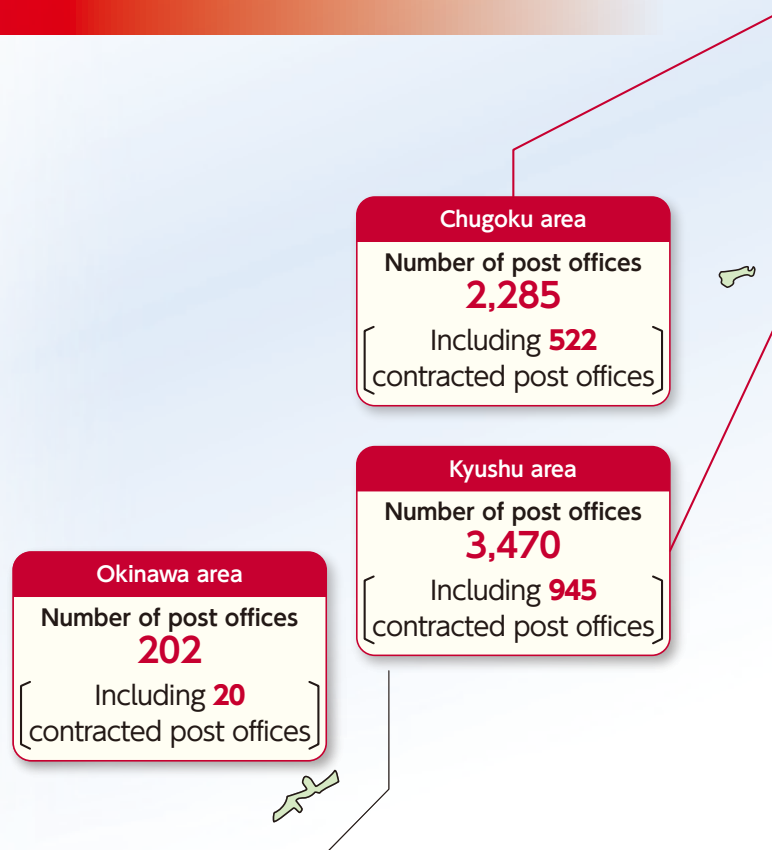 Chugoku area
Number of post offices
2,285
Including 522
contracted post offices
Kyushu area
Number of post offices
3,470
Including 945
contracted post offices
Okinawa area
Number of post offices
202
Including 20
contracted post offices